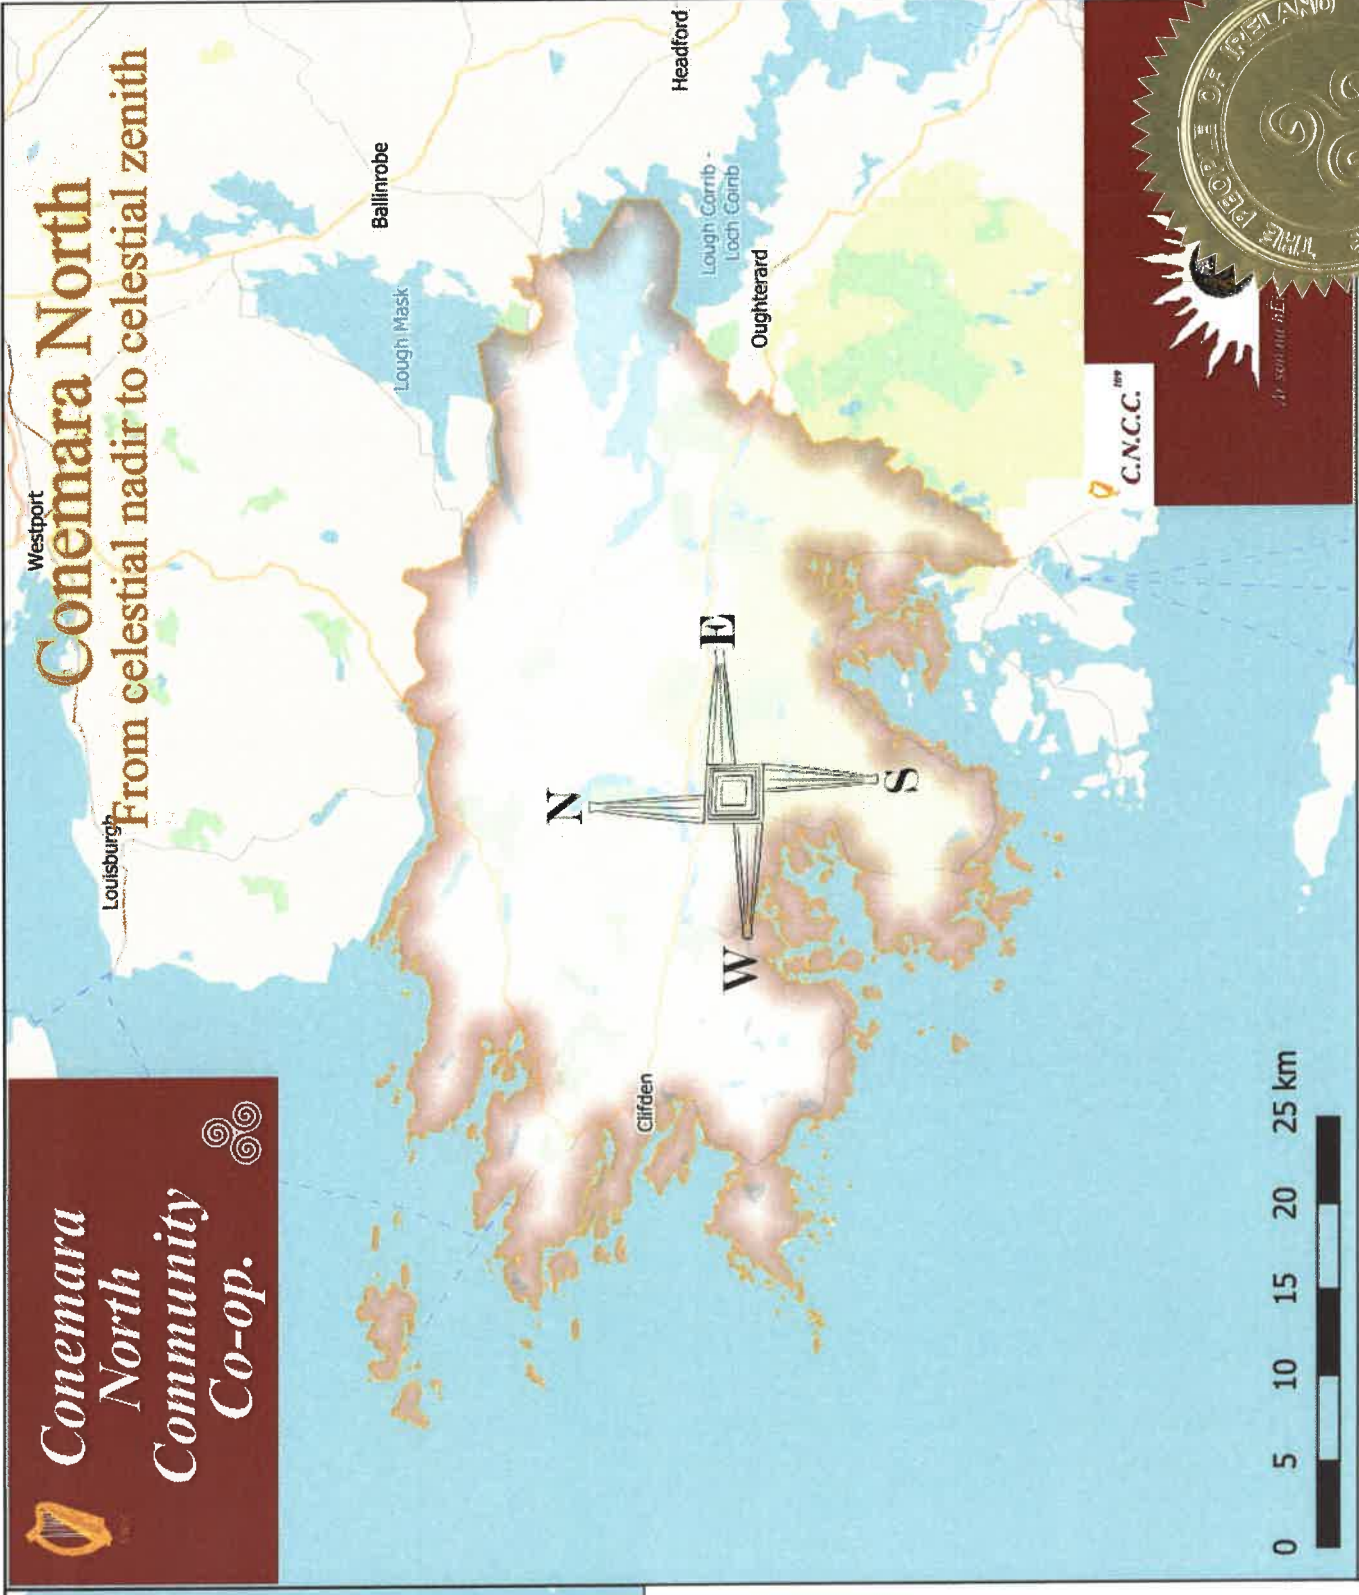 Conemara
North
Community
Co-op.
Conemara North
From celestial nadir to celestial zenith
Westport
Louisburgh
Ballinrobe
Headford
Lough Mask
Lough Corrib -
Loch Coirib
Oughterard
Clifden
N
E
S
W
C.N.C.C.
THE PEOPLE OF IRELAND
0 5 10 15 20 25 km